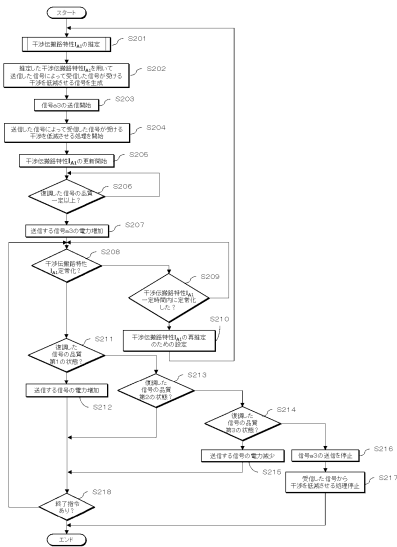 スタート
S201
干渉伝搬路特性IA1の推定
S202
推定した干渉伝搬路特性IA1を用いて
送信した信号によって受信した信号が受ける
干渉を低減させる信号を生成
S203
信号e3の送信開始
S204
送信した信号によって受信した信号が受ける
干渉を低減させる処理を開始
S205
干渉伝搬路特性IA1の更新開始
S206
復調した信号の品質
一定以上？
S207
送信する信号e3の電力増加
S208
干渉伝搬路特性
IA1定常化？
S209
干渉伝搬路特性IA1
一定時間内に定常化
した？
S210
干渉伝搬路特性IA1の再推定
のための設定
S211
復調した
信号の品質
第1の状態？
S212
送信する信号の電力増加
S213
復調した
信号の品質
第2の状態？
S214
復調した
信号の品質
第3の状態？
S215
送信する信号の電力減少
S216
信号e3の送信を停止
S217
受信した信号から
干渉を低減させる処理停止
S218
終了指令
あり？
エンド